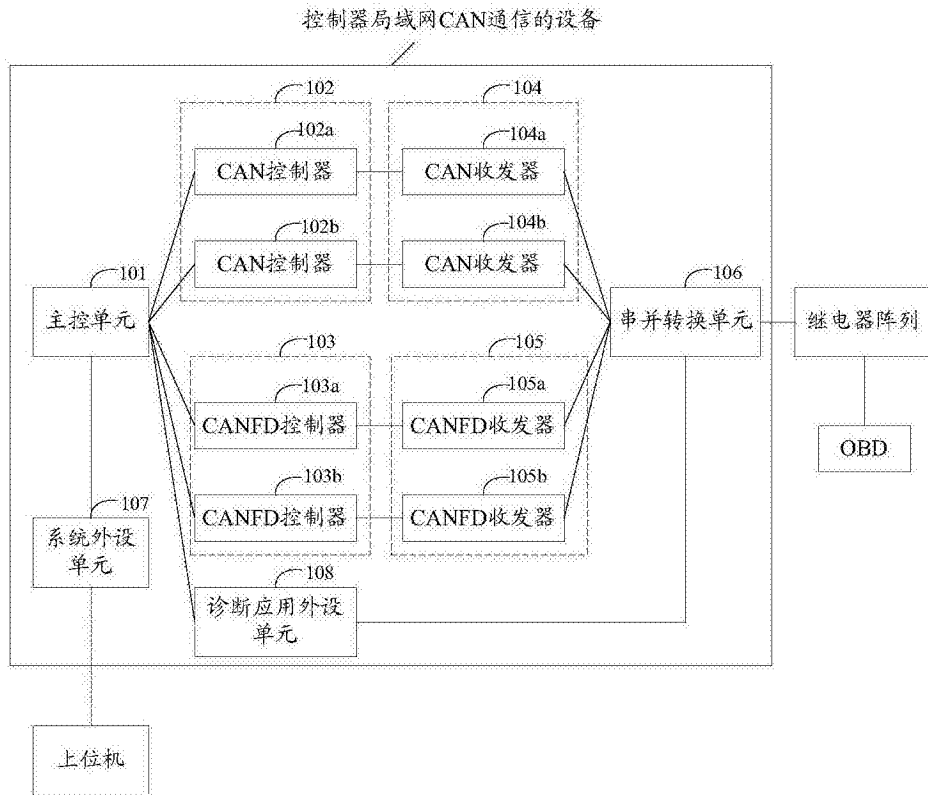 控制器局域网CAN通信的设备
102
104
102a
104a
CAN控制器
CAN收发器
102b
104b
CAN控制器
CAN收发器
101
106
主控单元
串并转换单元
继电器阵列
103
105
103a
105a
CANFD控制器
CANFD收发器
OBD
103b
105b
CANFD控制器
CANFD收发器
107
系统外设
单元
108
诊断应用外设
单元
上位机